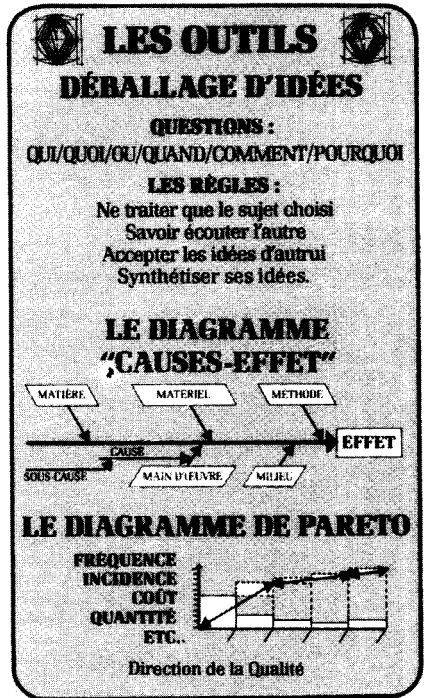 LES OUTILS
DÉBALLAGE D'IDÉES
QUESTIONS :
QUI/QUOI/OU/QUAND/COMMENT/POURQUOI
LES RÈGLES :
Ne traiter que le sujet choisi
Savoir écouter l'autre
Accepter les idées d'autrui
Synthétiser ses idées.
LE DIAGRAMME
"CAUSES-EFFET"
MATIÈRE MATERIEL METHODE
EFFET
CAUSE
SOUS-CAUSE MAIN D'ŒUVRE MILIEU
LE DIAGRAMME DE PARETO
FRÉQUENCE
INCIDENCE
COÛT
QUANTITÉ
ETC..
Direction de la Qualité